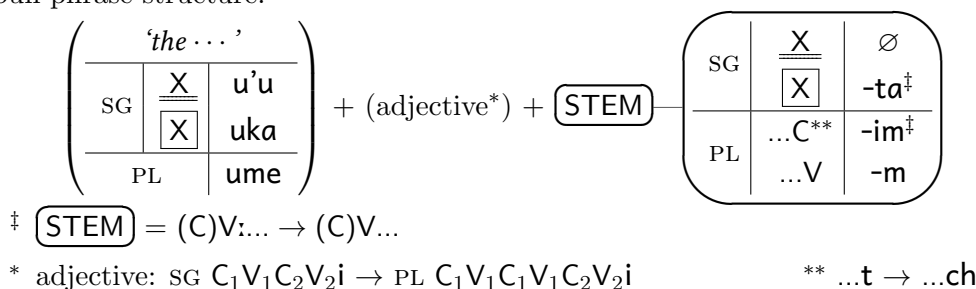 phrase structure:
‘the ··· ’
SG X u'u
X uka
PL ume
+ (adjective*) + STEM
SG X ∅
X -ta‡
PL ...C** -im‡
...V -m
‡ STEM = (C)Vː... → (C)V...
* adjective: SG C₁V₁C₂V₂i → PL C₁V₁C₁V₁C₂V₂i ** ...t → ...ch